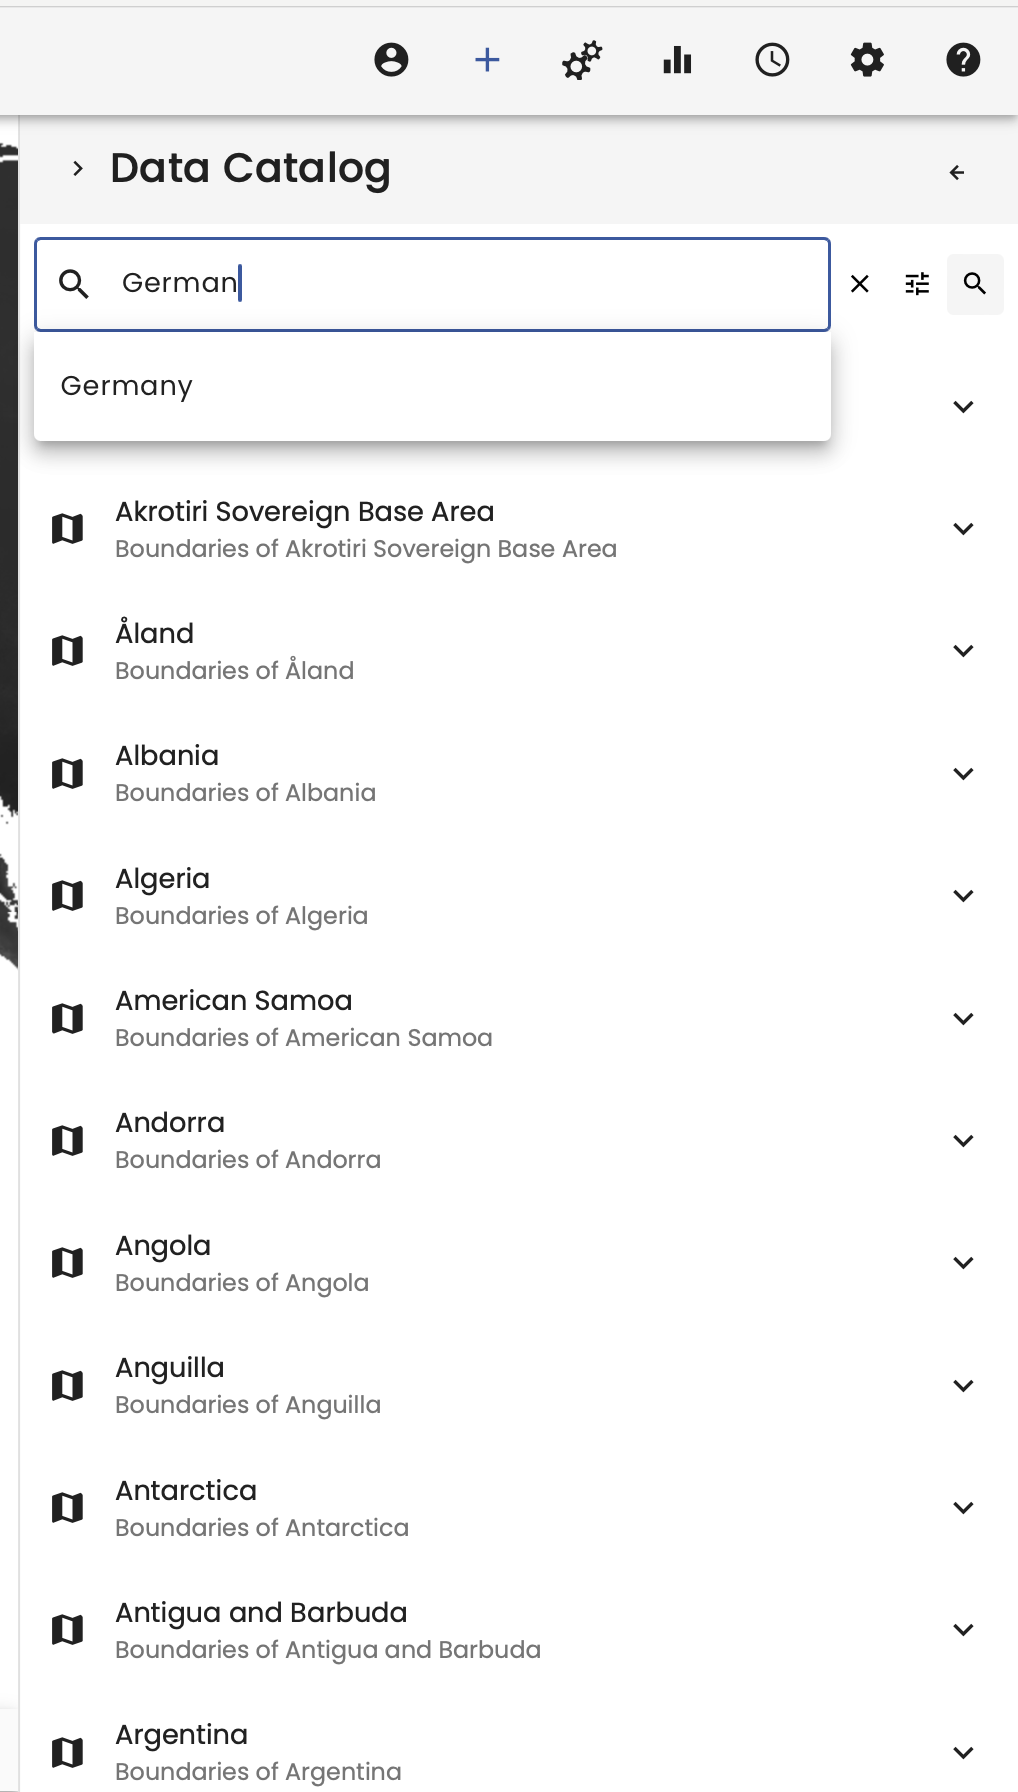 Data Catalog
German
Germany
Akrotiri Sovereign Base Area
Boundaries of Akrotiri Sovereign Base Area
Åland
Boundaries of Åland
Albania
Boundaries of Albania
Algeria
Boundaries of Algeria
American Samoa
Boundaries of American Samoa
Andorra
Boundaries of Andorra
Angola
Boundaries of Angola
Anguilla
Boundaries of Anguilla
Antarctica
Boundaries of Antarctica
Antigua and Barbuda
Boundaries of Antigua and Barbuda
Argentina
Boundaries of Argentina